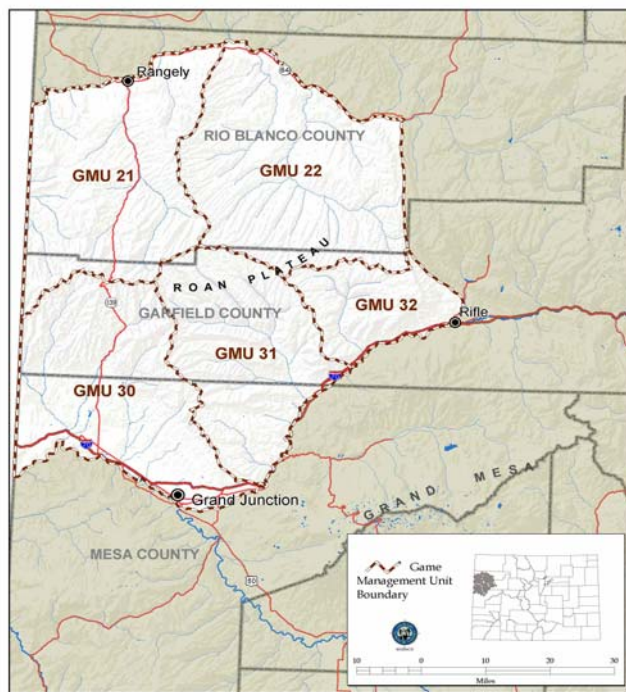 Rangely
64
RIO BLANCO COUNTY
GMU 21
GMU 22
ROAN PLATEAU
139
GARFIELD COUNTY
GMU 32
Rifle
GMU 31
GMU 30
Grand Junction
GRAND MESA
MESA COUNTY
50
Game
Management Unit
Boundary
10 0 10 20 30
Miles